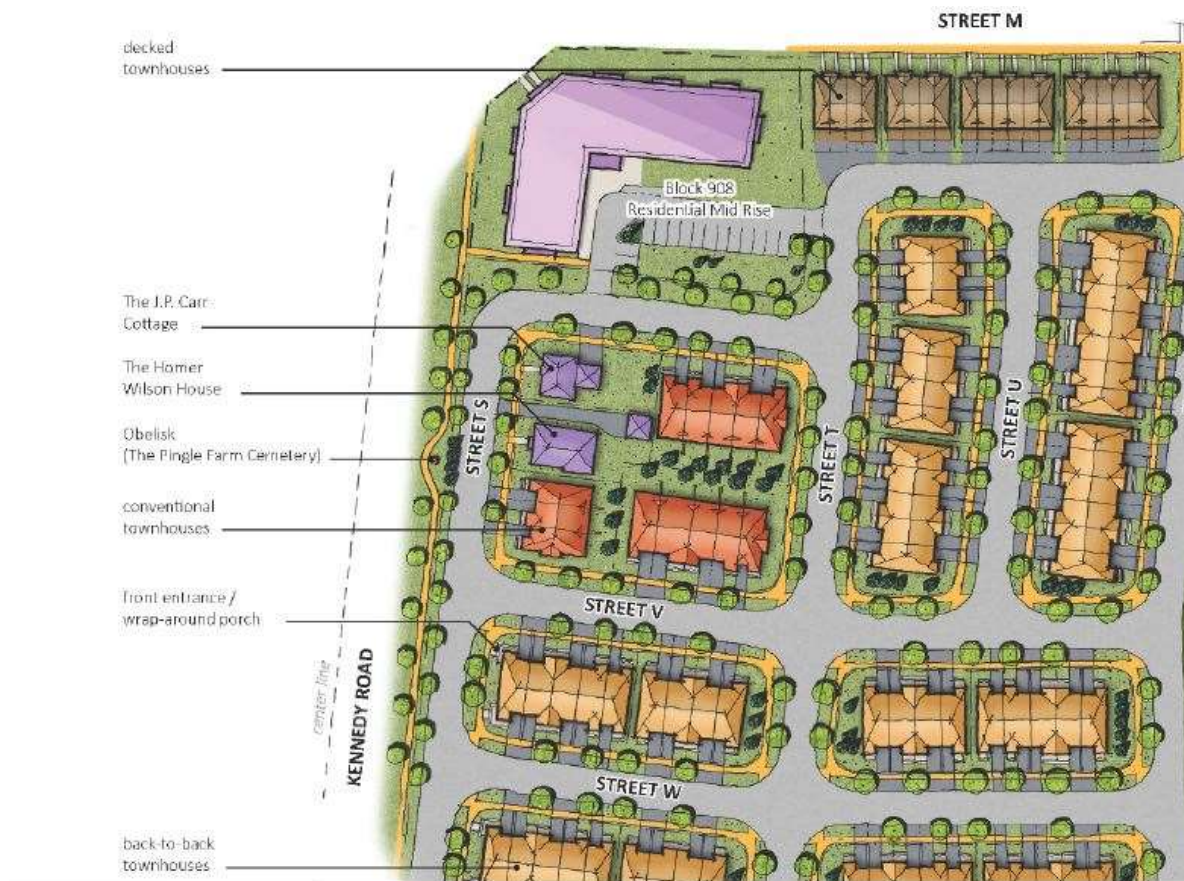 STREET M
decked
townhouses
Block 908
Residential Mid Rise
The J.P. Carr
Cottage
The Homer
Wilson House
Obelisk
(The Pingle Farm Cemetery)
conventional
townhouses
front entrance /
wrap-around porch
back-to-back
townhouses
center line
KENNEDY ROAD
STREET S
STREET T
STREET U
STREET V
STREET W